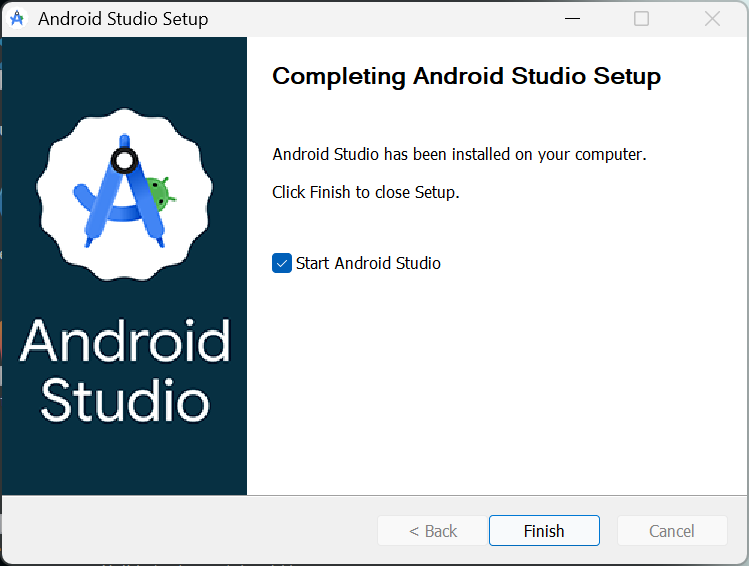 Android Studio Setup
Completing Android Studio Setup
Android Studio has been installed on your computer.
Click Finish to close Setup.
Start Android Studio
Android
Studio
< Back
Finish
Cancel